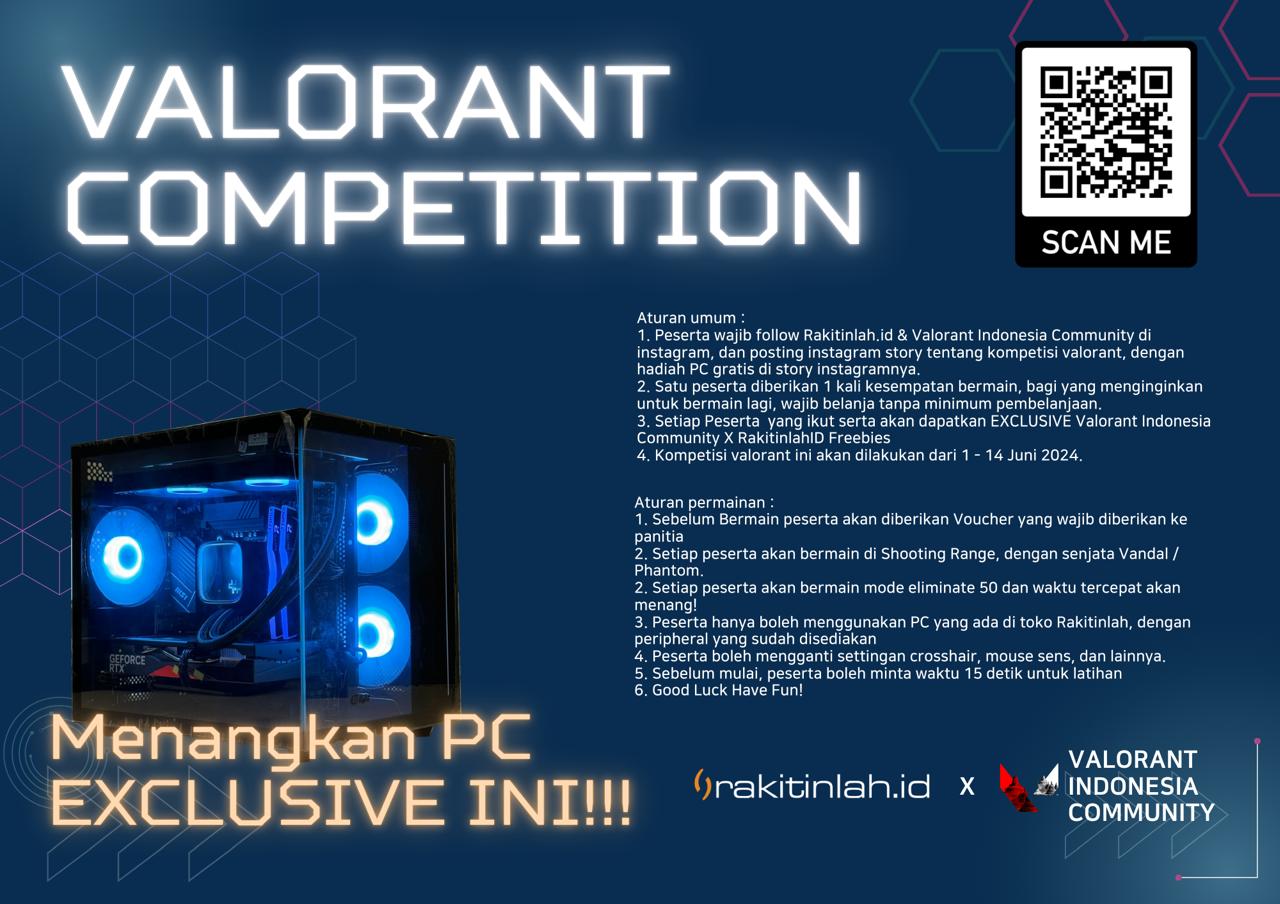 VALORANT
COMPETITION
SCAN ME
Aturan umum :
1. Peserta wajib follow Rakitinlah.id & Valorant Indonesia Community di
instagram, dan posting instagram story tentang kompetisi valorant, dengan
hadiah PC gratis di story instagramnya.
2. Satu peserta diberikan 1 kali kesempatan bermain, bagi yang menginginkan
untuk bermain lagi, wajib belanja tanpa minimum pembelanjaan.
3. Setiap Peserta  yang ikut serta akan dapatkan EXCLUSIVE Valorant Indonesia
Community X RakitinlahID Freebies
4. Kompetisi valorant ini akan dilakukan dari 1 - 14 Juni 2024.
Aturan permainan :
1. Sebelum Bermain peserta akan diberikan Voucher yang wajib diberikan ke
panitia
2. Setiap peserta akan bermain di Shooting Range, dengan senjata Vandal /
Phantom.
2. Setiap peserta akan bermain mode eliminate 50 dan waktu tercepat akan
menang!
3. Peserta hanya boleh menggunakan PC yang ada di toko Rakitinlah, dengan
peripheral yang sudah disediakan
4. Peserta boleh mengganti settingan crosshair, mouse sens, dan lainnya.
5. Sebelum mulai, peserta boleh minta waktu 15 detik untuk latihan
6. Good Luck Have Fun!
GEFORCE
RTX
Menangkan PC
EXCLUSIVE INI!!!
rakitinlah.id X VALORANT
INDONESIA
COMMUNITY